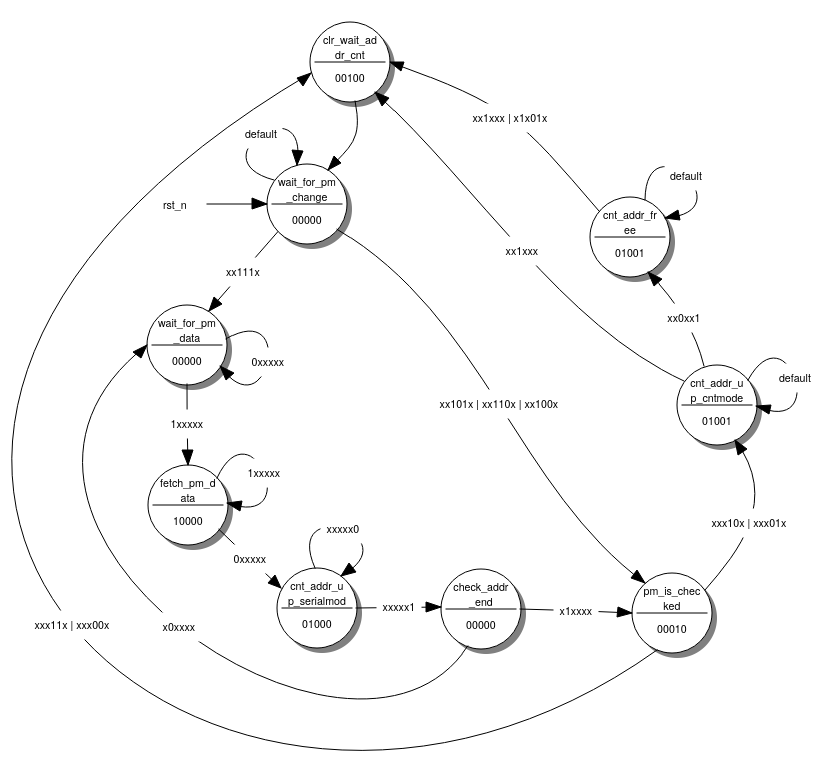 clr_wait_ad
dr_cnt
00100
xx1xxx | x1x01x
default
wait_for_pm
_change
00000
rst_n
default
cnt_addr_fr
ee
01001
xx1xxx
xx111x
xx0xx1
wait_for_pm
_data
00000
0xxxxx
cnt_addr_u
p_cntmode
01001
default
xx101x | xx110x | xx100x
1xxxxx
fetch_pm_d
ata
10000
1xxxxx
xxx10x | xxx01x
xxxxx0
0xxxxx
cnt_addr_u
p_serialmod
01000
xxxxx1
check_addr
_end
00000
x1xxxx
pm_is_chec
ked
00010
xxx11x | xxx00x
x0xxxx